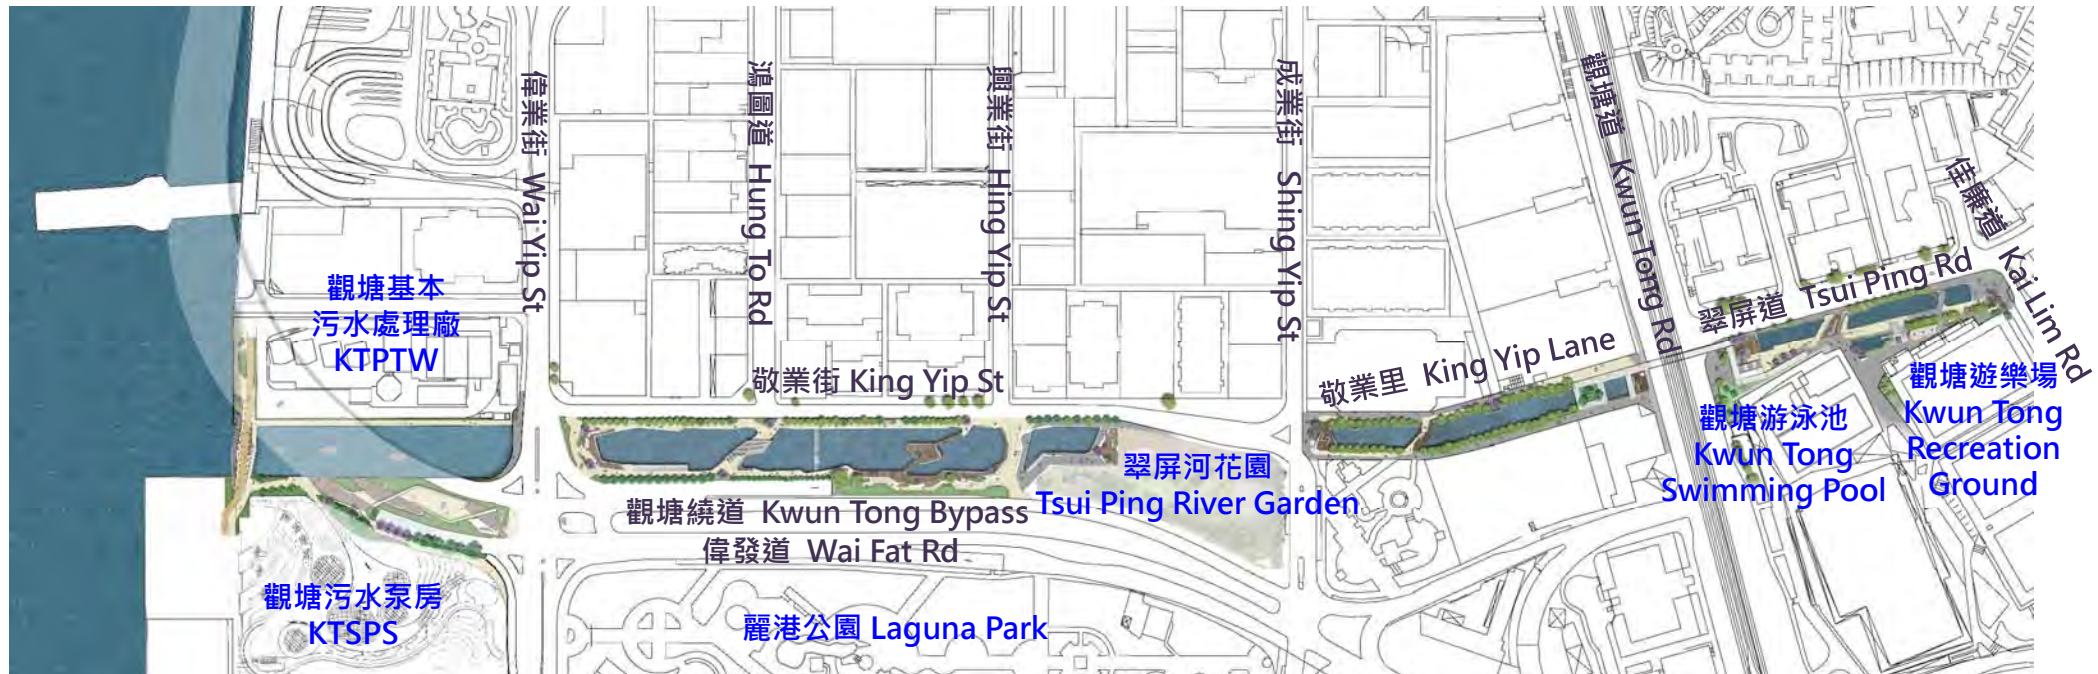 偉業街 Wai Yip St
鴻圖道 Hung To Rd
興業街 Hing Yip St
成業街 Shing Yip St
觀塘道 Kwun Tong Rd
佳廉道 Kai Lim Rd
翠屏道 Tsui Ping Rd
敬業里 King Yip Lane
敬業街 King Yip St
觀塘基本
污水處理廠
KTPTW
觀塘遊樂場
Kwun Tong
Recreation
Ground
觀塘游泳池
Kwun Tong
Swimming Pool
翠屏河花園
Tsui Ping River Garden
觀塘繞道 Kwun Tong Bypass
偉發道 Wai Fat Rd
觀塘污水泵房
KTSPS
麗港公園 Laguna Park